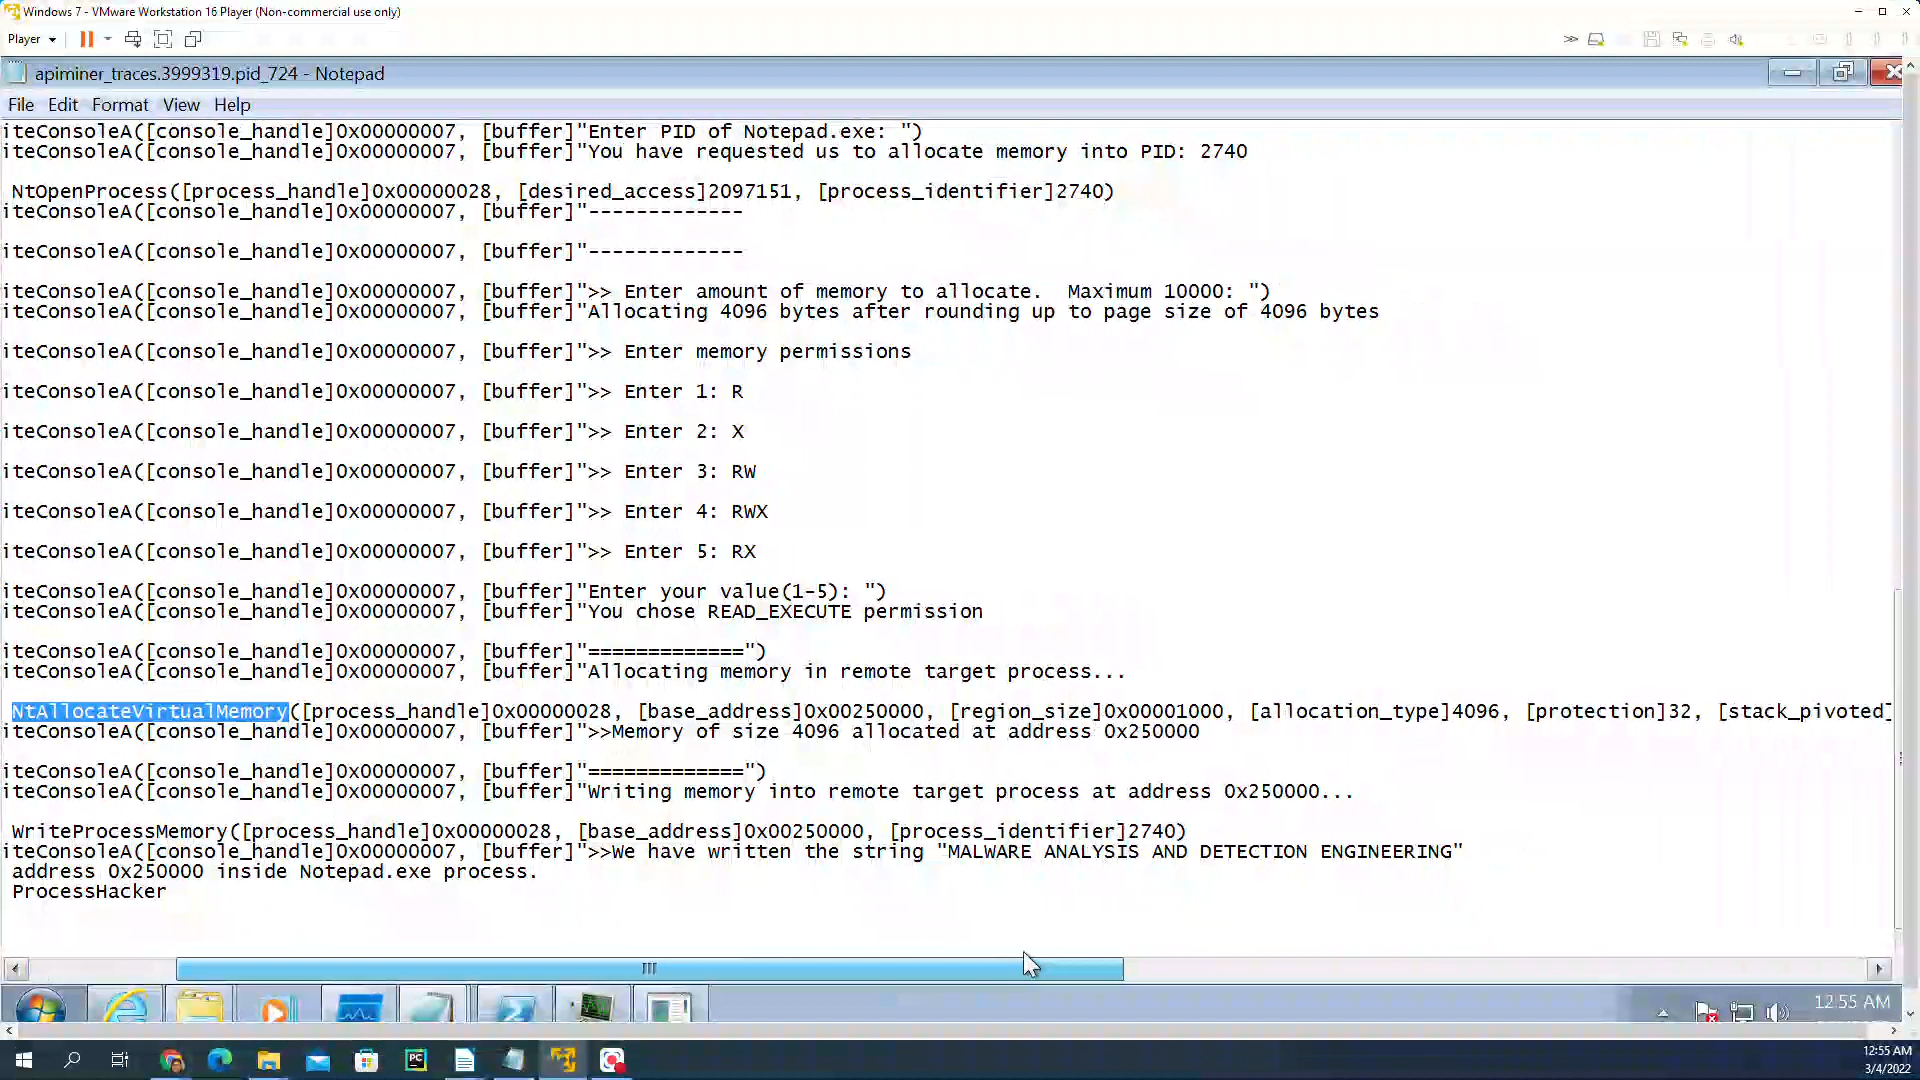 Windows 7 - VMware Workstation 16 Player (Non-commercial use only)
Player
apiminer_traces.3999319.pid_724 - Notepad
File Edit Format View Help
iteConsoleA([console_handle]0x00000007, [buffer]"Enter PID of Notepad.exe: ")
iteConsoleA([console_handle]0x00000007, [buffer]"You have requested us to allocate memory into PID: 2740
NtOpenProcess([process_handle]0x00000028, [desired_access]2097151, [process_identifier]2740)
iteConsoleA([console_handle]0x00000007, [buffer]"-------------
iteConsoleA([console_handle]0x00000007, [buffer]"-------------
iteConsoleA([console_handle]0x00000007, [buffer]">> Enter amount of memory to allocate.  Maximum 10000: ")
iteConsoleA([console_handle]0x00000007, [buffer]"Allocating 4096 bytes after rounding up to page size of 4096 bytes
iteConsoleA([console_handle]0x00000007, [buffer]">> Enter memory permissions
iteConsoleA([console_handle]0x00000007, [buffer]">> Enter 1: R
iteConsoleA([console_handle]0x00000007, [buffer]">> Enter 2: X
iteConsoleA([console_handle]0x00000007, [buffer]">> Enter 3: RW
iteConsoleA([console_handle]0x00000007, [buffer]">> Enter 4: RWX
iteConsoleA([console_handle]0x00000007, [buffer]">> Enter 5: RX
iteConsoleA([console_handle]0x00000007, [buffer]"Enter your value(1-5): ")
iteConsoleA([console_handle]0x00000007, [buffer]"You chose READ_EXECUTE permission
iteConsoleA([console_handle]0x00000007, [buffer]"=============")
iteConsoleA([console_handle]0x00000007, [buffer]"Allocating memory in remote target process...
NtAllocateVirtualMemory([process_handle]0x00000028, [base_address]0x00250000, [region_size]0x00001000, [allocation_type]4096, [protection]32, [stack_pivoted]
iteConsoleA([console_handle]0x00000007, [buffer]">>Memory of size 4096 allocated at address 0x250000
iteConsoleA([console_handle]0x00000007, [buffer]"=============")
iteConsoleA([console_handle]0x00000007, [buffer]"Writing memory into remote target process at address 0x250000...
WriteProcessMemory([process_handle]0x00000028, [base_address]0x00250000, [process_identifier]2740)
iteConsoleA([console_handle]0x00000007, [buffer]">>We have written the string "MALWARE ANALYSIS AND DETECTION ENGINEERING"
address 0x250000 inside Notepad.exe process.
ProcessHacker
12:55 AM
PC
12:55 AM
3/4/2022